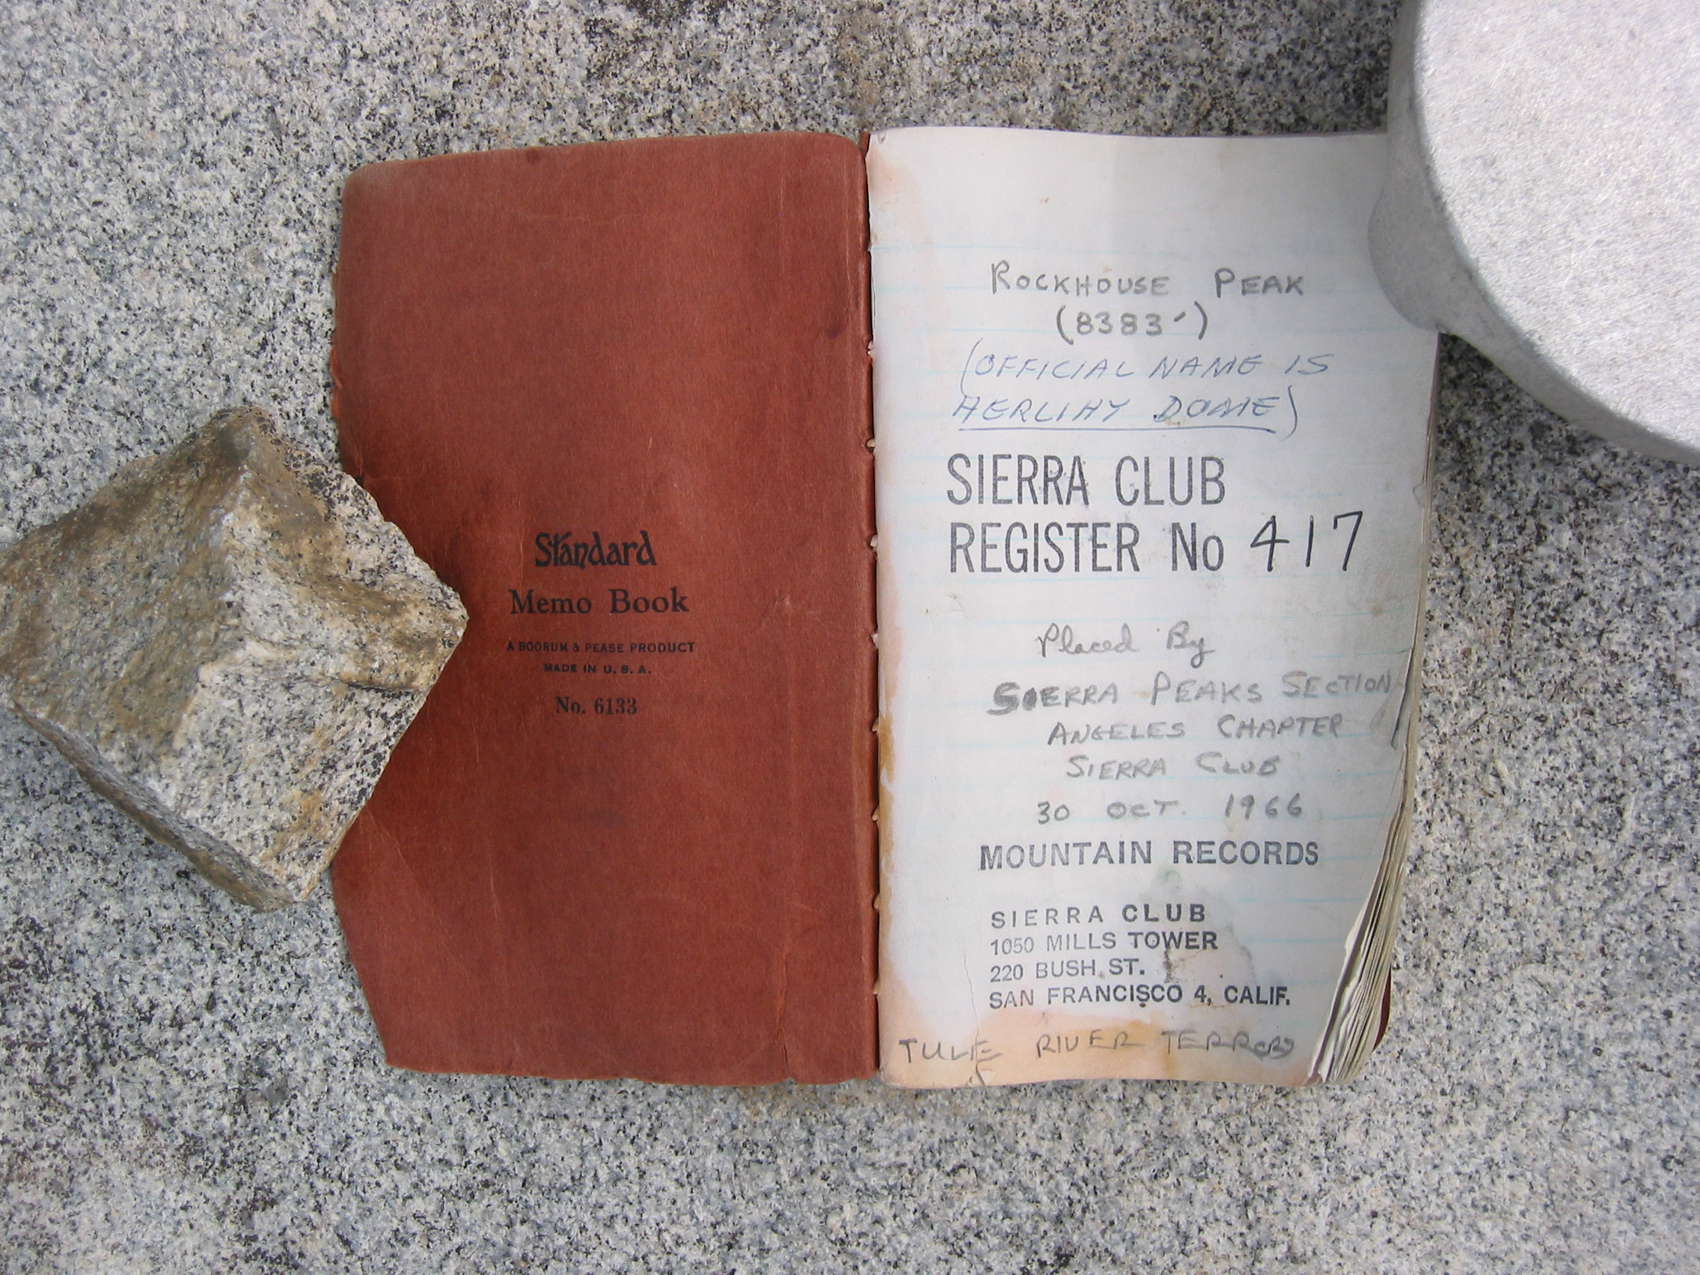 Standard
Memo Book
A BOORUM & PEASE PRODUCT
MADE IN U. S. A.
No. 6133
ROCKHOUSE PEAK
(8383')
(OFFICIAL NAME IS
HERLIHY DOME)
SIERRA CLUB
REGISTER No 417
Placed By
SIERRA PEAKS SECTION
ANGELES CHAPTER
SIERRA CLUB
30 OCT. 1966
MOUNTAIN RECORDS
SIERRA CLUB
1050 MILLS TOWER
220 BUSH ST.
SAN FRANCISCO 4, CALIF.
TULE RIVER TERRORS